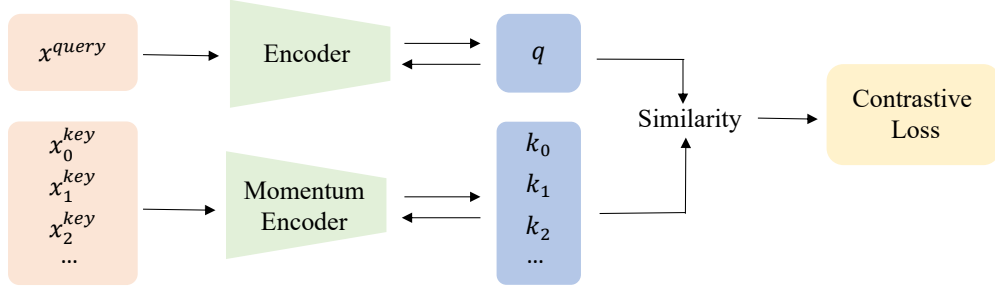 x^query
Encoder
q
x_0^key
x_1^key
x_2^key
...
Momentum
Encoder
k_0
k_1
k_2
...
Similarity
Contrastive
Loss